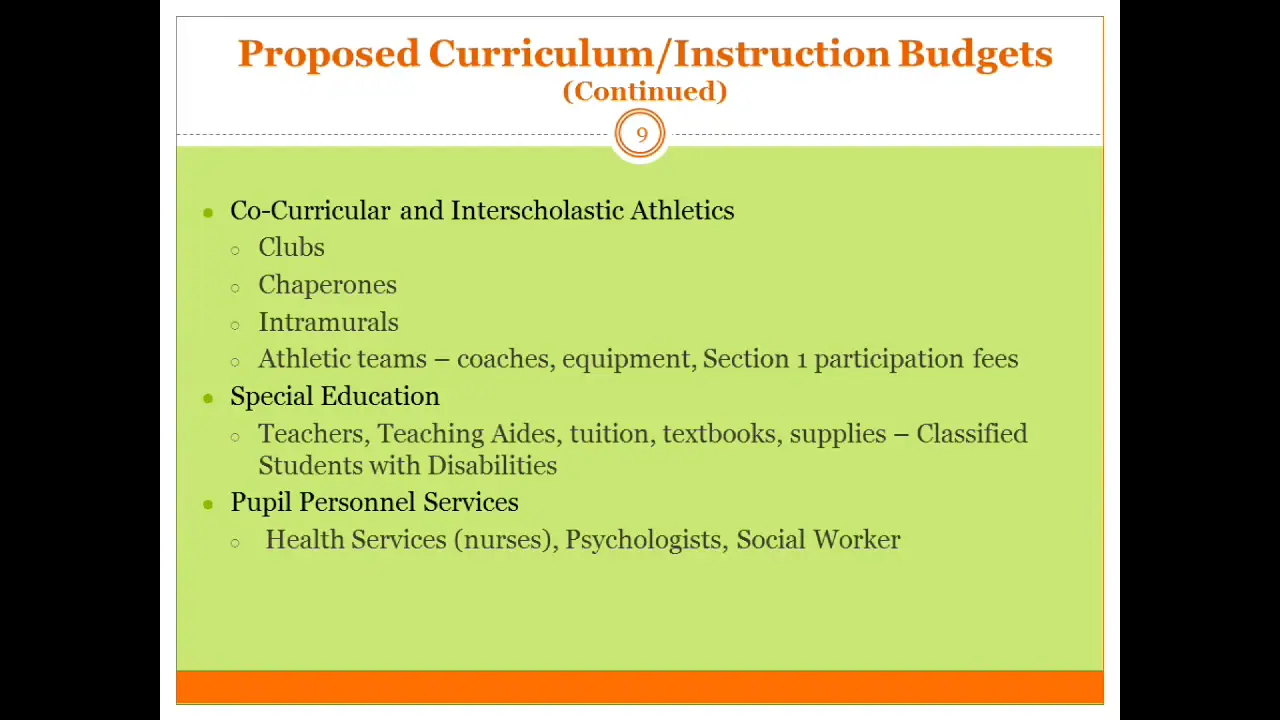 Proposed Curriculum/Instruction Budgets
(Continued)
9
Co-Curricular and Interscholastic Athletics
Clubs
Chaperones
Intramurals
Athletic teams – coaches, equipment, Section 1 participation fees
Special Education
Teachers, Teaching Aides, tuition, textbooks, supplies – Classified
Students with Disabilities
Pupil Personnel Services
Health Services (nurses), Psychologists, Social Worker